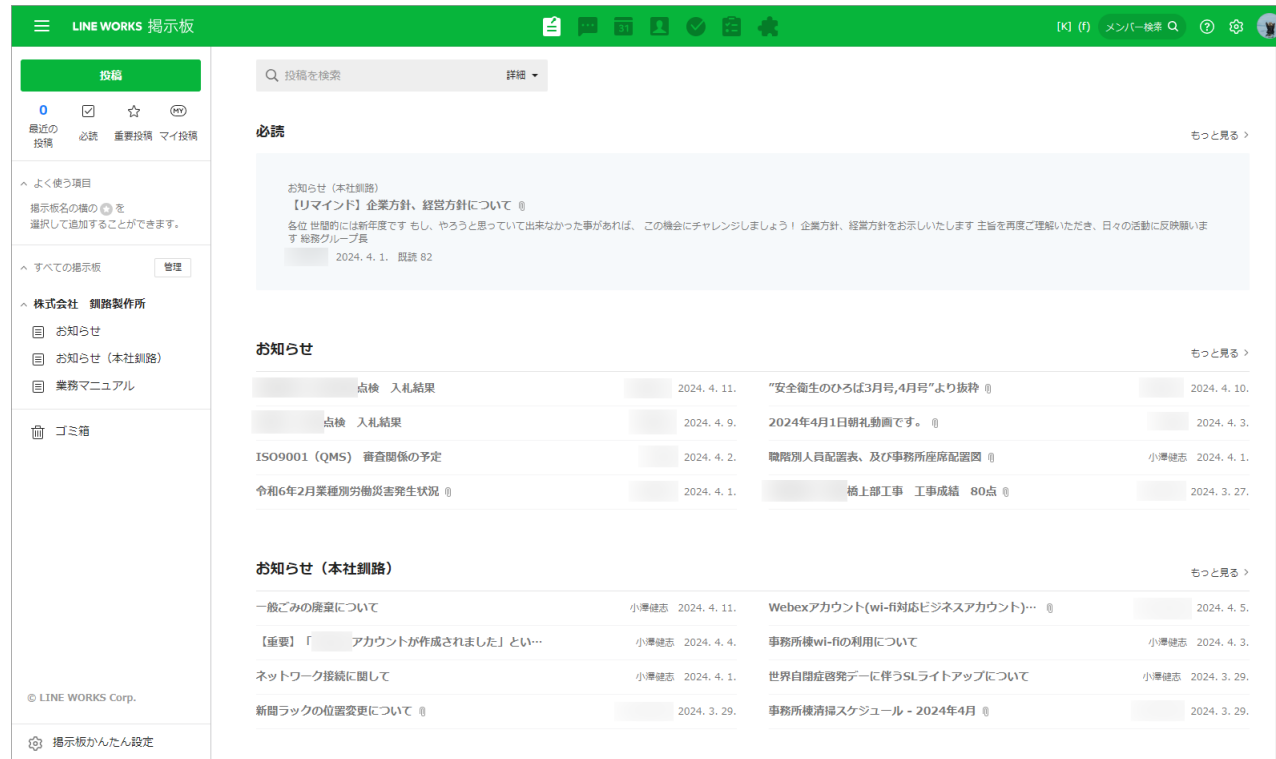 LINE WORKS 掲示板
31
[K] (f) メンバー検索
投稿
0
最近の投稿
必読
重要投稿
MY
マイ投稿
よく使う項目
掲示板名の横の を
選択して追加することができます。
すべての掲示板 管理
株式会社 釧路製作所
お知らせ
お知らせ（本社釧路）
業務マニュアル
ゴミ箱
© LINE WORKS Corp.
掲示板かんたん設定
投稿を検索 詳細
必読 もっと見る
お知らせ（本社釧路）
【リマインド】企業方針、経営方針について
各位 世間的には新年度です もし、やろうと思っていて出来なかった事があれば、 この機会にチャレンジしましょう！ 企業方針、経営方針をお示しいたします 主旨を再度ご理解いただき、日々の活動に反映願いま
す 総務グループ長
2024. 4. 1. 既読 82
お知らせ もっと見る
点検 入札結果 2024. 4. 11.
”安全衛生のひろば3月号,4月号”より抜粋 2024. 4. 10.
点検 入札結果 2024. 4. 9.
2024年4月1日朝礼動画です。 2024. 4. 3.
ISO9001（QMS） 審査関係の予定 2024. 4. 2.
職階別人員配置表、及び事務所座席配置図 小澤健志 2024. 4. 1.
令和6年2月業種別労働災害発生状況 2024. 4. 1.
橋上部工事 工事成績 80点 2024. 3. 27.
お知らせ（本社釧路） もっと見る
一般ごみの廃棄について 小澤健志 2024. 4. 11.
Webexアカウント(wi-fi対応ビジネスアカウント)… 2024. 4. 5.
【重要】「 アカウントが作成されました」とい… 小澤健志 2024. 4. 4.
事務所棟wi-fiの利用について 小澤健志 2024. 4. 3.
ネットワーク接続に関して 小澤健志 2024. 4. 1.
世界自閉症啓発デーに伴うSLライトアップについて 小澤健志 2024. 3. 29.
新聞ラックの位置変更について 2024. 3. 29.
事務所棟清掃スケジュール - 2024年4月 2024. 3. 29.